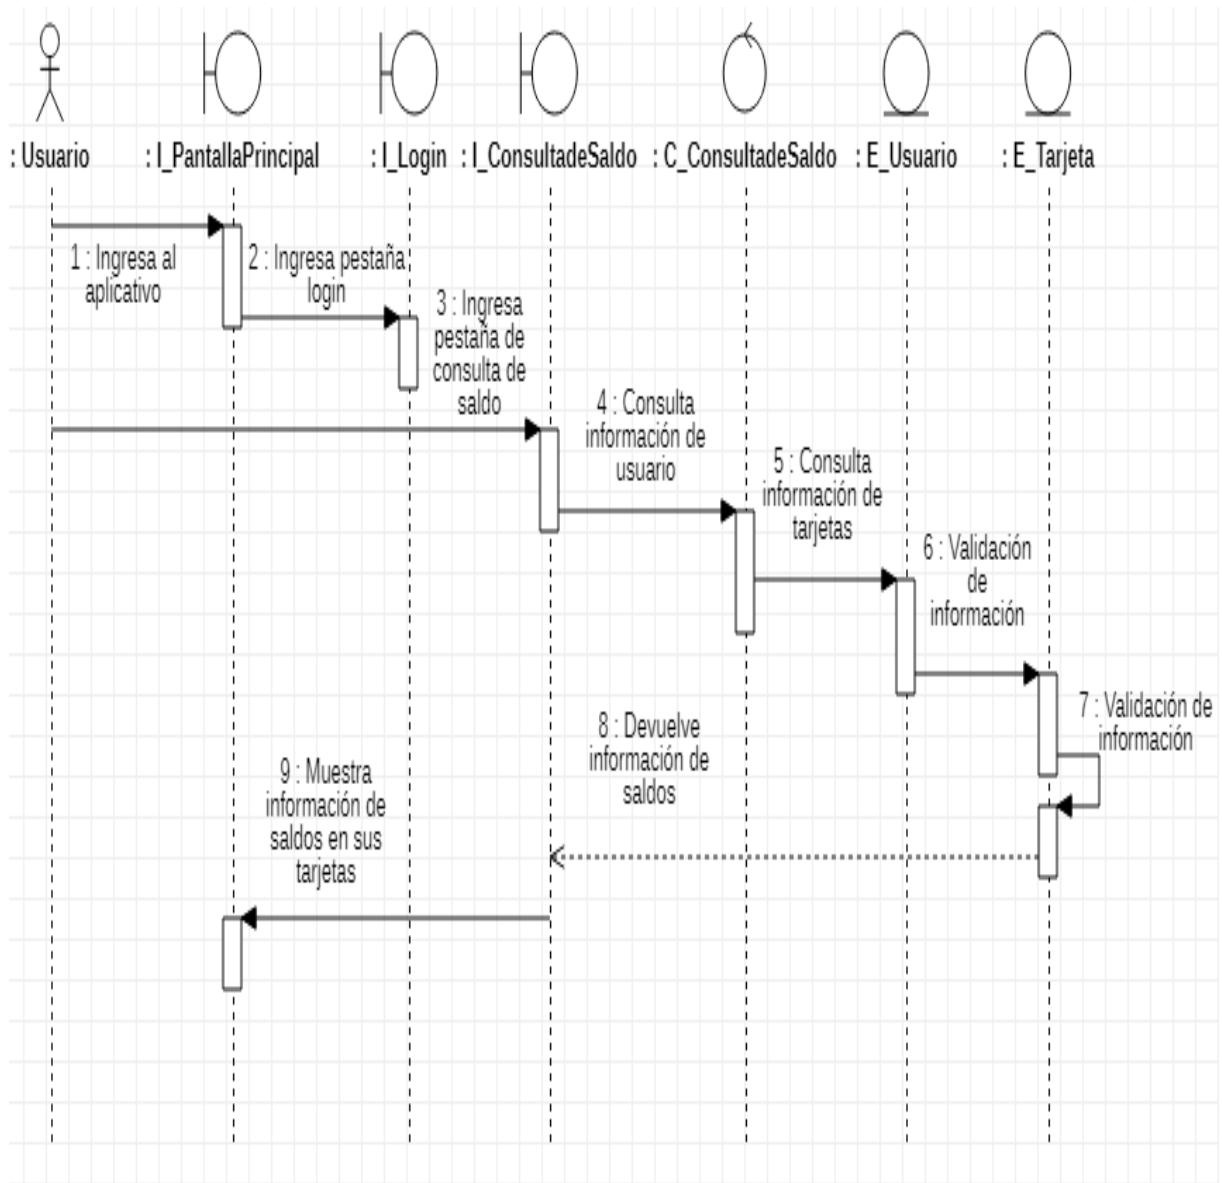 : Usuario
: I_PantallaPrincipal
: I_Login
: I_ConsultadeSaldo
: C_ConsultadeSaldo
: E_Usuario
: E_Tarjeta
1 : Ingresa al
aplicativo
2 : Ingresa pestaña
login
3 : Ingresa
pestaña de
consulta de
saldo
4 : Consulta
información de
usuario
5 : Consulta
información de
tarjetas
6 : Validación
de
información
7 : Validación de
información
8 : Devuelve
información de
saldos
9 : Muestra
información de
saldos en sus
tarjetas